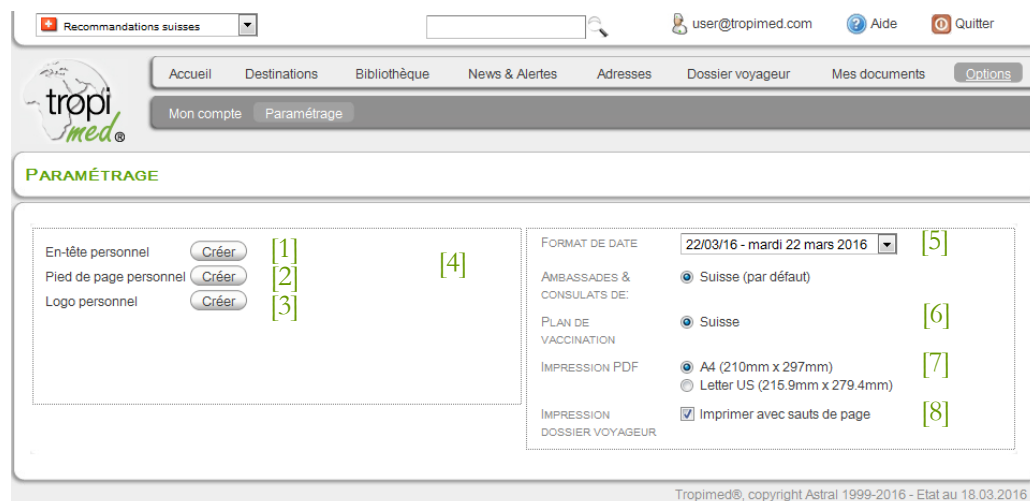 Recommandations suisses
user@tropimed.com
Aide
Quitter
tropimed®
Accueil Destinations Bibliothèque News & Alertes Adresses Dossier voyageur Mes documents Options
Mon compte Paramétrage
PARAMÉTRAGE
En-tête personnel Créer [1]
Pied de page personnel Créer [2]
Logo personnel Créer [3]
[4]
FORMAT DE DATE 22/03/16 - mardi 22 mars 2016 [5]
AMBASSADES & Suisse (par défaut)
CONSULATS DE:
PLAN DE Suisse [6]
VACCINATION
IMPRESSION PDF A4 (210mm x 297mm) [7]
Letter US (215.9mm x 279.4mm)
IMPRESSION Imprimer avec sauts de page [8]
DOSSIER VOYAGEUR
Tropimed®, copyright Astral 1999-2016 - Etat au 18.03.2016